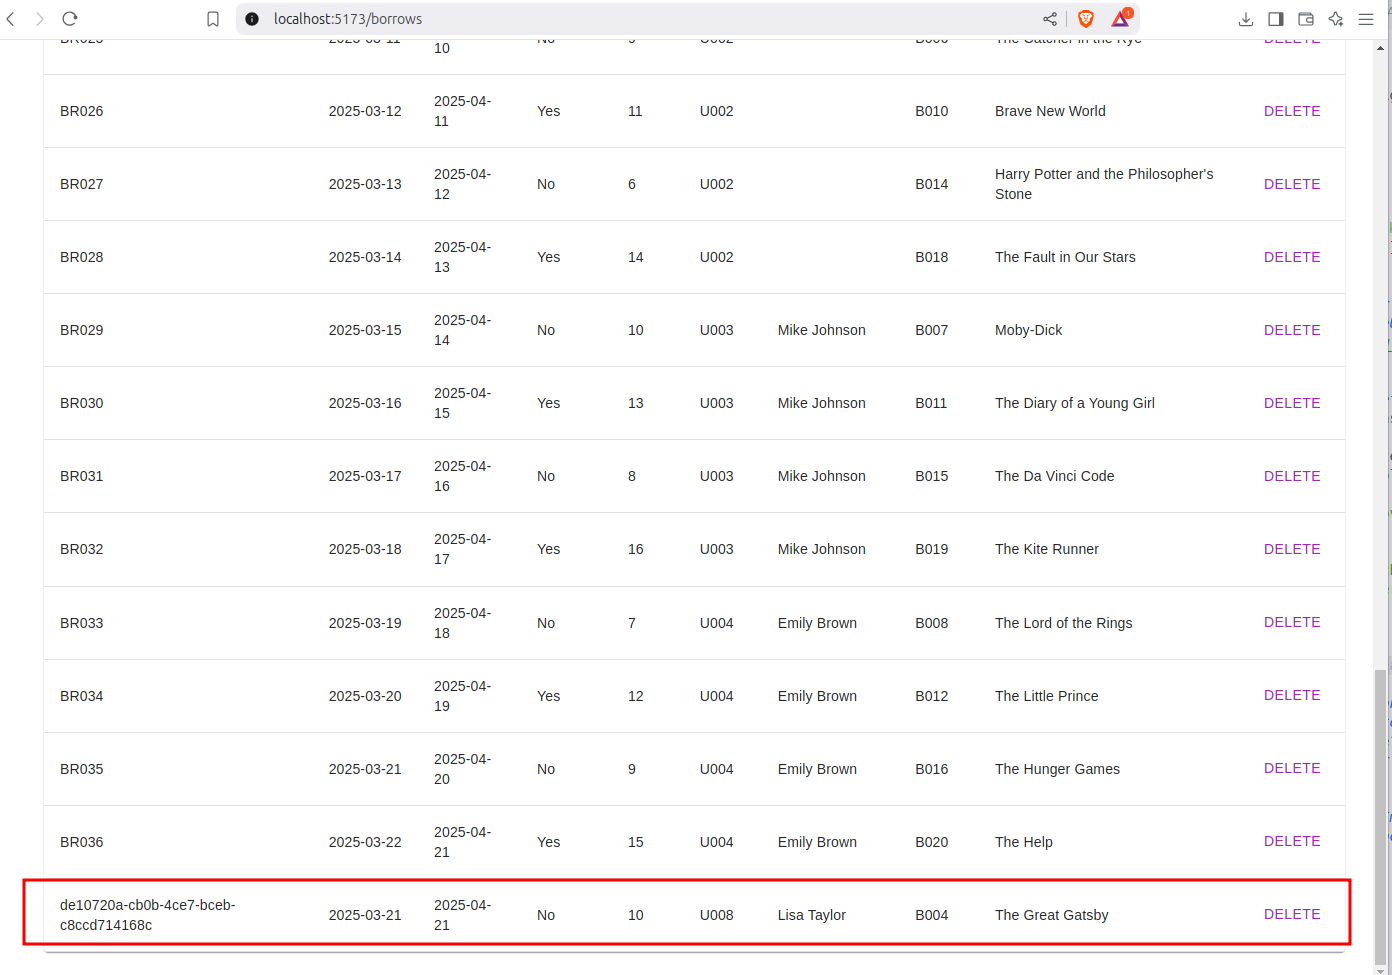 localhost:5173/borrows
1
BR025 2025-03-11 2025-04-10 No 9 U002 B006 The Catcher in the Rye DELETE
BR026 2025-03-12 2025-04-11 Yes 11 U002 B010 Brave New World DELETE
BR027 2025-03-13 2025-04-12 No 6 U002 B014 Harry Potter and the Philosopher's Stone DELETE
BR028 2025-03-14 2025-04-13 Yes 14 U002 B018 The Fault in Our Stars DELETE
BR029 2025-03-15 2025-04-14 No 10 U003 Mike Johnson B007 Moby-Dick DELETE
BR030 2025-03-16 2025-04-15 Yes 13 U003 Mike Johnson B011 The Diary of a Young Girl DELETE
BR031 2025-03-17 2025-04-16 No 8 U003 Mike Johnson B015 The Da Vinci Code DELETE
BR032 2025-03-18 2025-04-17 Yes 16 U003 Mike Johnson B019 The Kite Runner DELETE
BR033 2025-03-19 2025-04-18 No 7 U004 Emily Brown B008 The Lord of the Rings DELETE
BR034 2025-03-20 2025-04-19 Yes 12 U004 Emily Brown B012 The Little Prince DELETE
BR035 2025-03-21 2025-04-20 No 9 U004 Emily Brown B016 The Hunger Games DELETE
BR036 2025-03-22 2025-04-21 Yes 15 U004 Emily Brown B020 The Help DELETE
de10720a-cb0b-4ce7-bceb-c8ccd714168c 2025-03-21 2025-04-21 No 10 U008 Lisa Taylor B004 The Great Gatsby DELETE